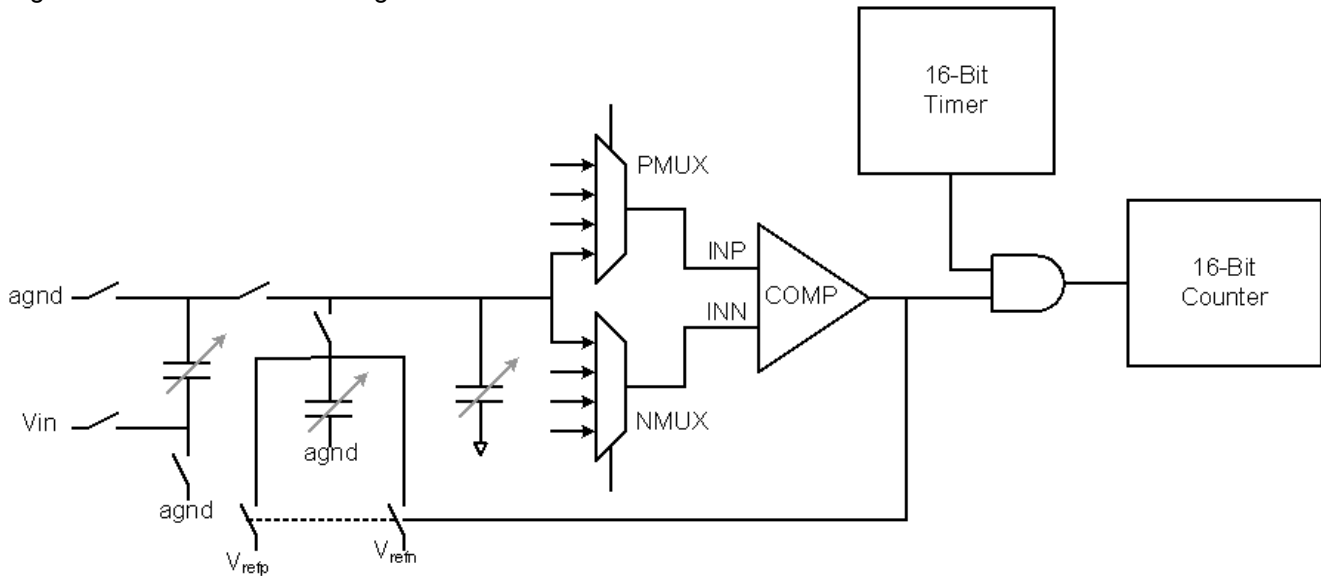 16-Bit
Timer
PMUX
INP
16-Bit
Counter
agnd
COMP
INN
Vin
NMUX
agnd
agnd
Vrefp
Vrefn